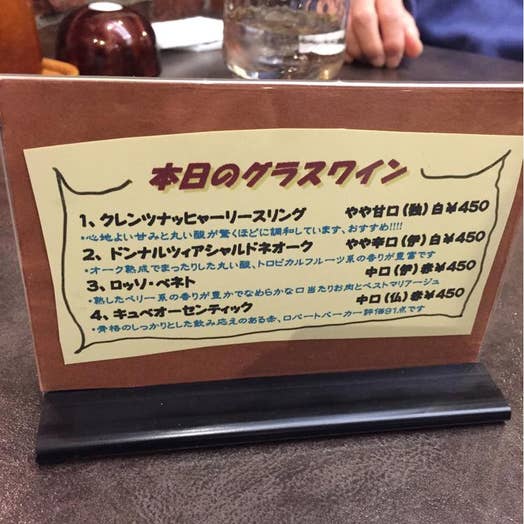 本日のグラスワイン
1、クレンツナッヒャーリースリング やや甘口(独)白¥450
・心地よい甘みと丸い酸が驚くほどに調和しています、おすすめ!!!!
2、ドンナルツィアシャルドネオーク やや辛口(伊)白¥450
・オーク熟成でまったりした丸い酸、トロピカルフルーツ系の香りが豊富です
3、ロッソ・ベネト 中口(伊)赤¥450
・熟したベリー系の香りが豊かでなめらかな口当たりお肉とベストマリアージュ
4、キュベオーセンティック 中口(仏)赤¥450
・骨格のしっかりとした飲み応えのある赤、ロバートパーカー評価91点です